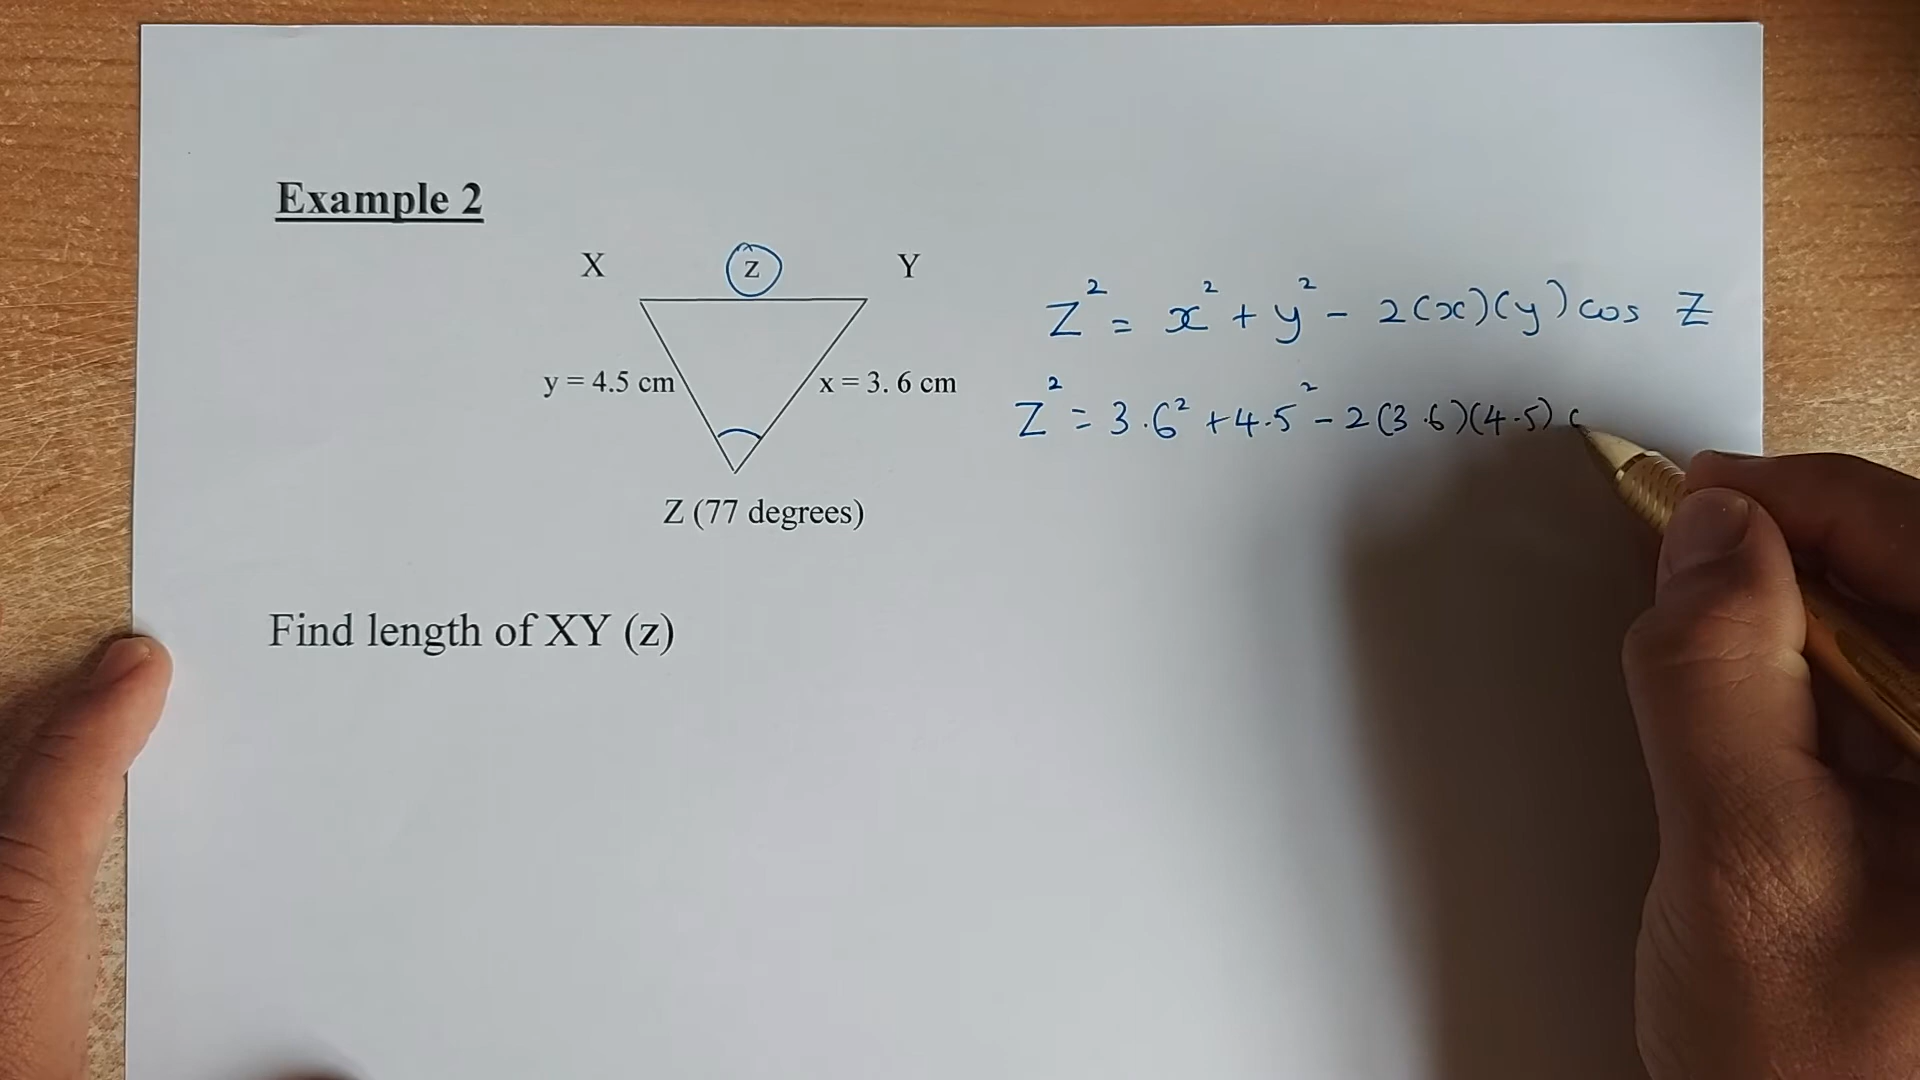 Example 2
X z Y
y = 4.5 cm x = 3. 6 cm
Z (77 degrees)
Find length of XY (z)
Z² = x² + y² - 2(x)(y) cos Z
Z² = 3.6² + 4.5² - 2(3.6)(4.5) c